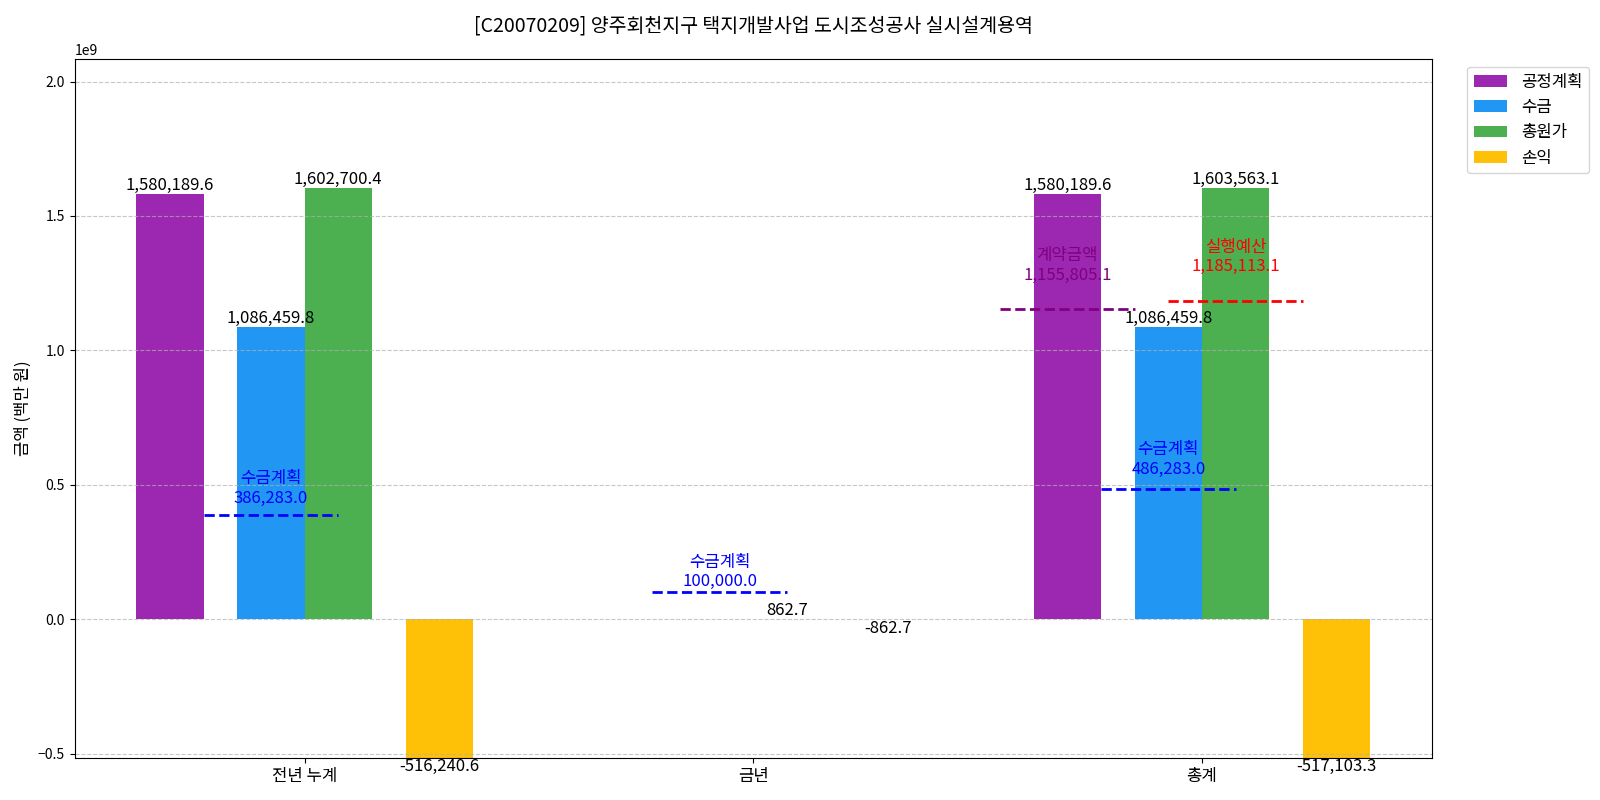 [C20070209] 양주회천지구 택지개발사업 도시조성공사 실시설계용역
1e9
2.0
1.5
1.0
0.5
0.0
−0.5
금액 (백만 원)
1,580,189.6
1,086,459.8
1,602,700.4
수금계획
386,283.0
-516,240.6
수금계획
100,000.0
862.7
-862.7
1,580,189.6
계약금액
1,155,805.1
1,086,459.8
수금계획
486,283.0
1,603,563.1
실행예산
1,185,113.1
-517,103.3
전년 누계
금년
총계
공정계획
수금
총원가
손익